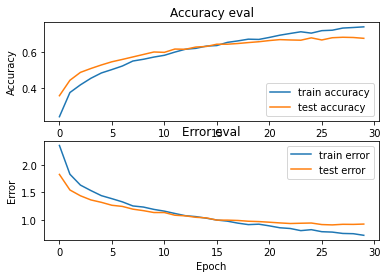 Accuracy eval
Accuracy
0.6
0.4
train accuracy
test accuracy
0 5 10 15 20 25 30
Error eval
Error
2.0
1.5
1.0
train error
test error
0 5 10 15 20 25 30
Epoch